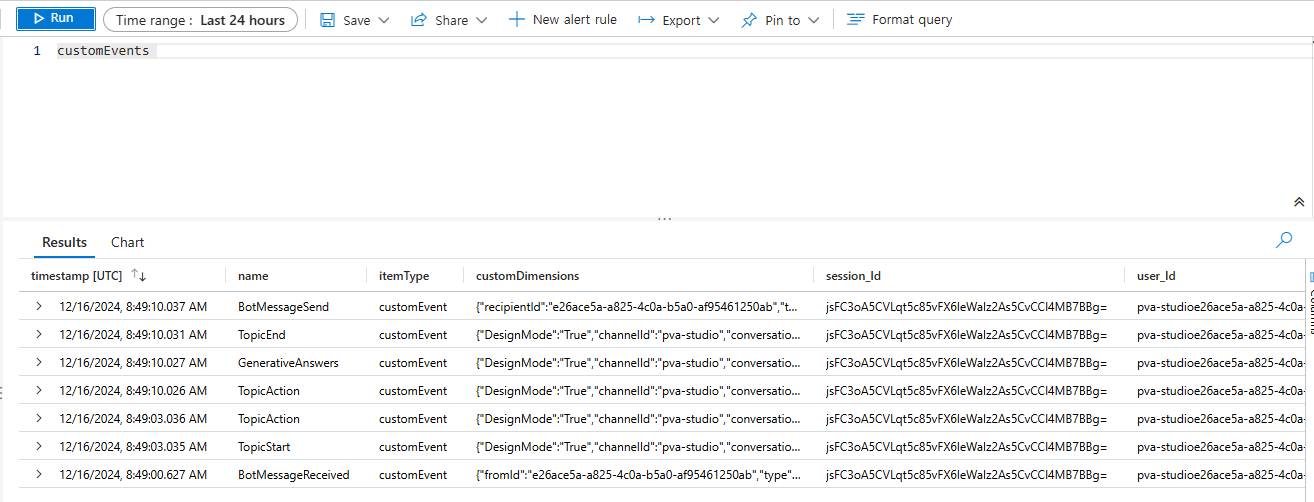 Run Time range : Last 24 hours Save Share New alert rule Export Pin to Format query
1 customEvents
...
Results Chart
timestamp [UTC] name itemType customDimensions session_Id user_Id
12/16/2024, 8:49:10.037 AM BotMessageSend customEvent {"recipientId":"e26ace5a-a825-4c0a-b5a0-af95461250ab","t... jsFC3oA5CVLqt5c85vFX6leWalz2As5CvCCl4MB7BBg= pva-studioe26ace5a-a825-4c0a-
12/16/2024, 8:49:10.031 AM TopicEnd customEvent {"DesignMode":"True","channelId":"pva-studio","conversatio... jsFC3oA5CVLqt5c85vFX6leWalz2As5CvCCl4MB7BBg= pva-studioe26ace5a-a825-4c0a-
12/16/2024, 8:49:10.027 AM GenerativeAnswers customEvent {"DesignMode":"True","channelId":"pva-studio","conversatio... jsFC3oA5CVLqt5c85vFX6leWalz2As5CvCCl4MB7BBg= pva-studioe26ace5a-a825-4c0a-
12/16/2024, 8:49:10.026 AM TopicAction customEvent {"DesignMode":"True","channelId":"pva-studio","conversatio... jsFC3oA5CVLqt5c85vFX6leWalz2As5CvCCl4MB7BBg= pva-studioe26ace5a-a825-4c0a-
12/16/2024, 8:49:03.036 AM TopicAction customEvent {"DesignMode":"True","channelId":"pva-studio","conversatio... jsFC3oA5CVLqt5c85vFX6leWalz2As5CvCCl4MB7BBg= pva-studioe26ace5a-a825-4c0a-
12/16/2024, 8:49:03.035 AM TopicStart customEvent {"DesignMode":"True","channelId":"pva-studio","conversatio... jsFC3oA5CVLqt5c85vFX6leWalz2As5CvCCl4MB7BBg= pva-studioe26ace5a-a825-4c0a-
12/16/2024, 8:49:00.627 AM BotMessageReceived customEvent {"fromId":"e26ace5a-a825-4c0a-b5a0-af95461250ab","type"... jsFC3oA5CVLqt5c85vFX6leWalz2As5CvCCl4MB7BBg= pva-studioe26ace5a-a825-4c0a-